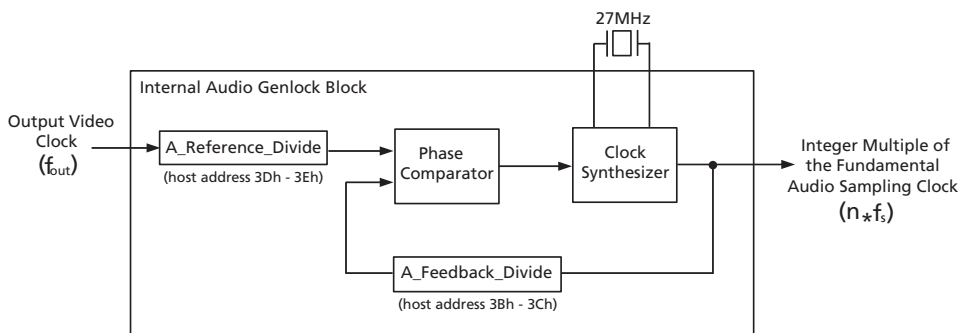 27MHz
Internal Audio Genlock Block
Output Video
Clock
(fout)
A_Reference_Divide
(host address 3Dh - 3Eh)
Phase
Comparator
Clock
Synthesizer
Integer Multiple of
the Fundamental
Audio Sampling Clock
(n*fs)
A_Feedback_Divide
(host address 3Bh - 3Ch)